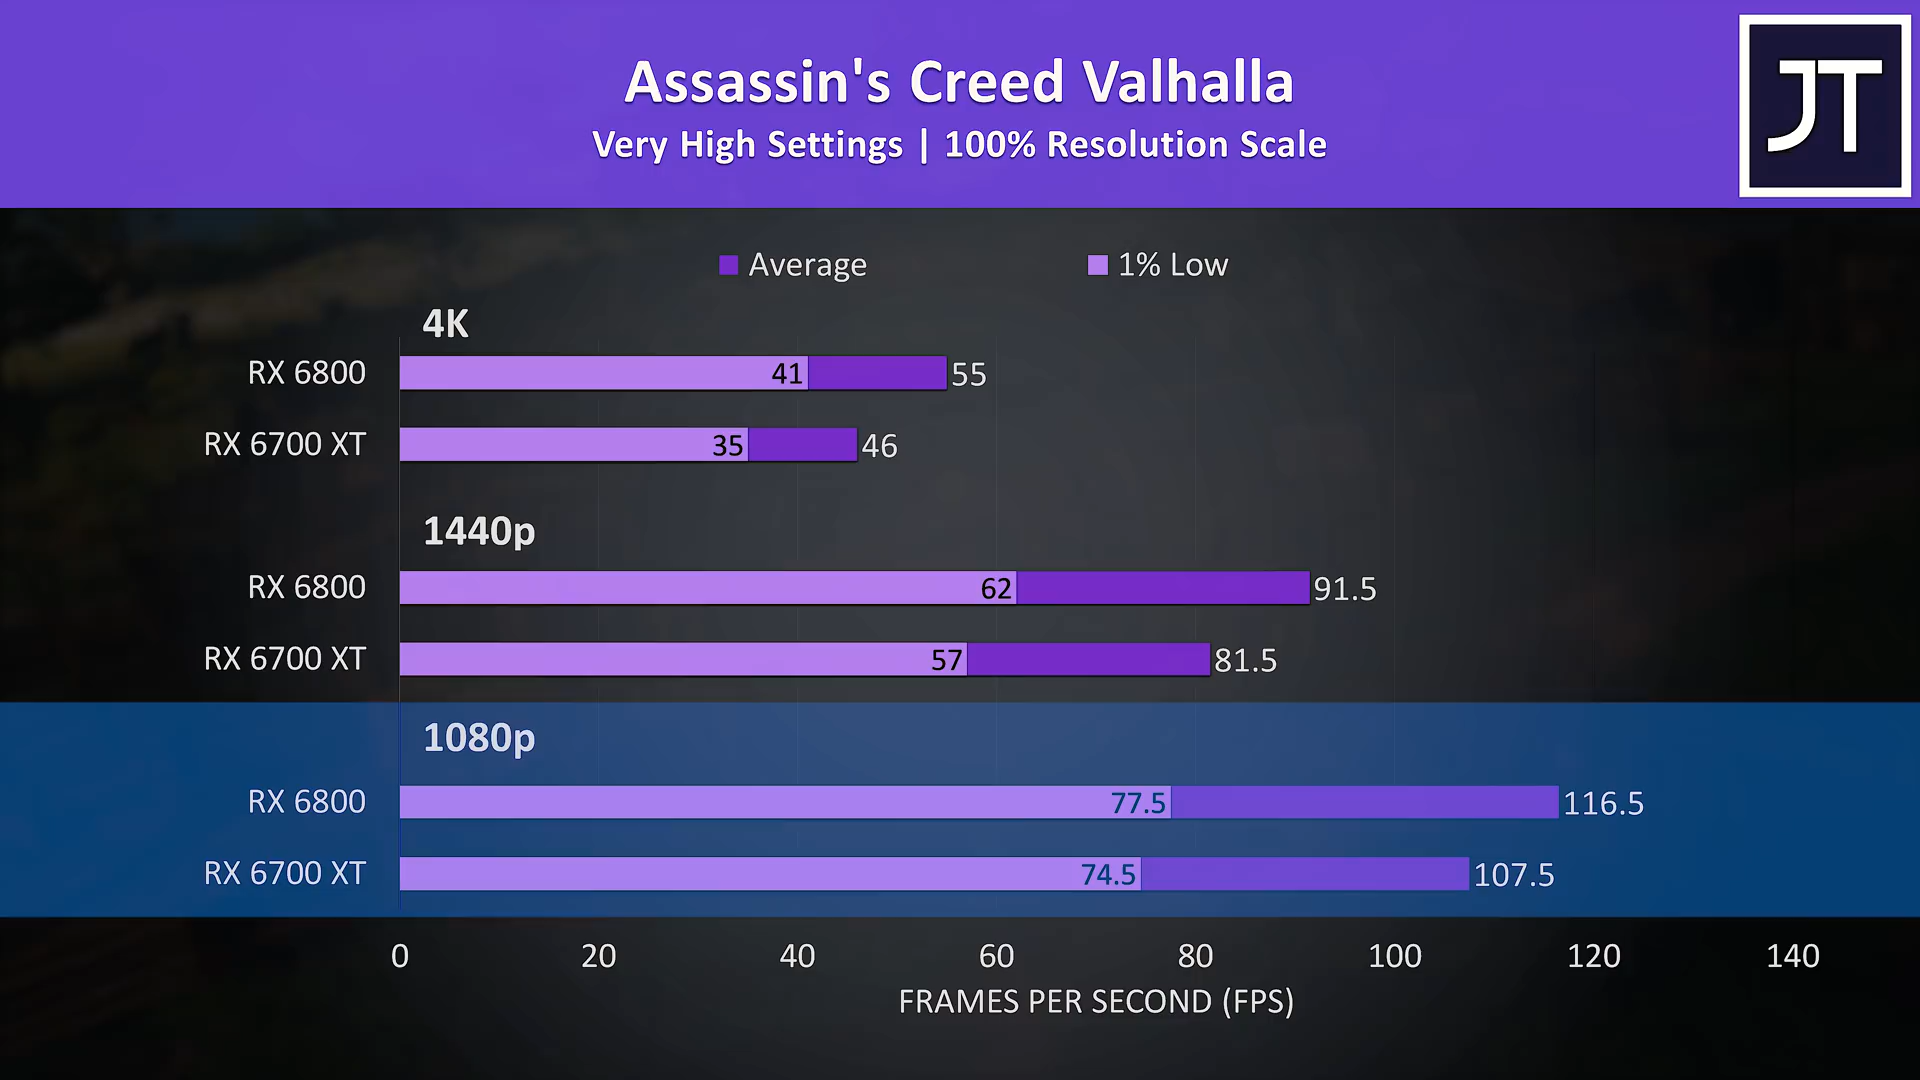 Assassin's Creed Valhalla
Very High Settings | 100% Resolution Scale
JT
Average 1% Low
4K
RX 6800 41 55
RX 6700 XT 35 46
1440p
RX 6800 62 91.5
RX 6700 XT 57 81.5
1080p
RX 6800 77.5 116.5
RX 6700 XT 74.5 107.5
0 20 40 60 80 100 120 140
FRAMES PER SECOND (FPS)